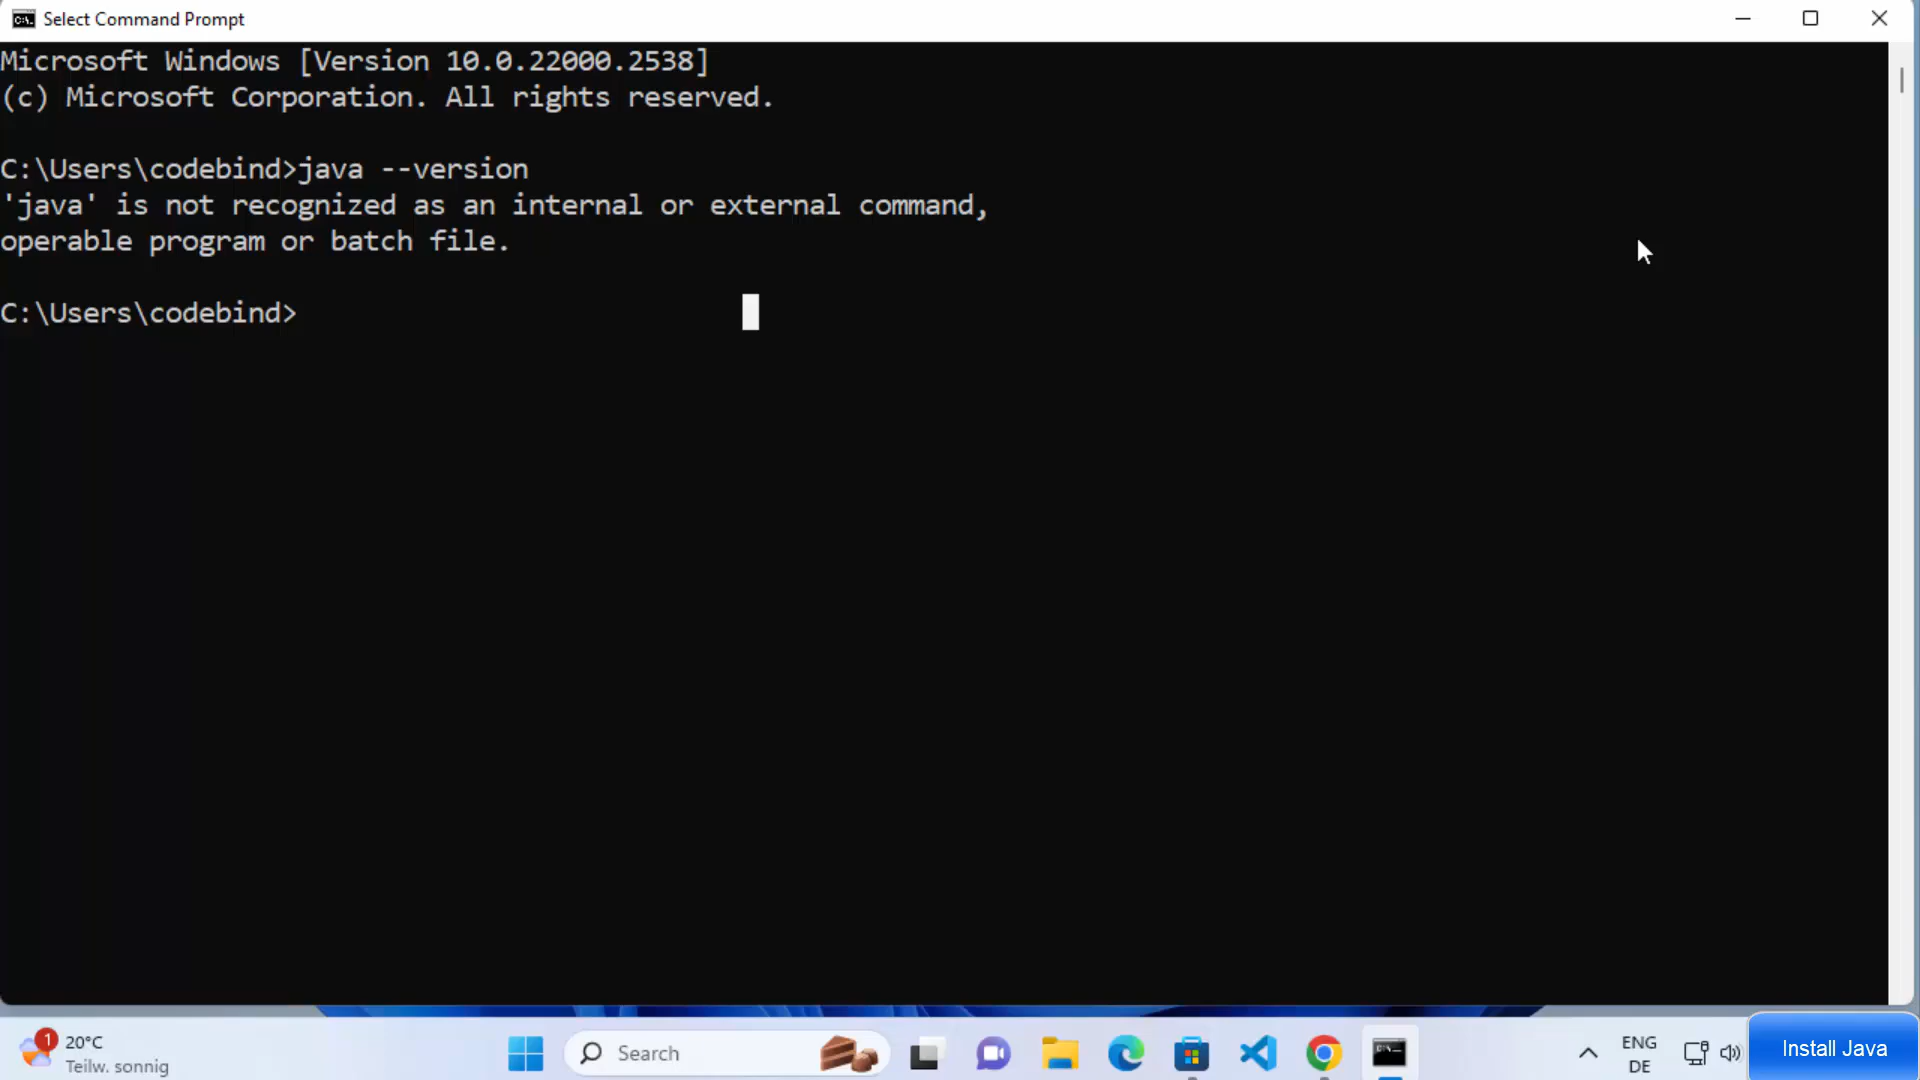 Select Command Prompt
Microsoft Windows [Version 10.0.22000.2538]
(c) Microsoft Corporation. All rights reserved.
C:\Users\codebind>java --version
'java' is not recognized as an internal or external command,
operable program or batch file.
C:\Users\codebind>
1
20°C
Teilw. sonnig
Search
ENG
DE
Install Java